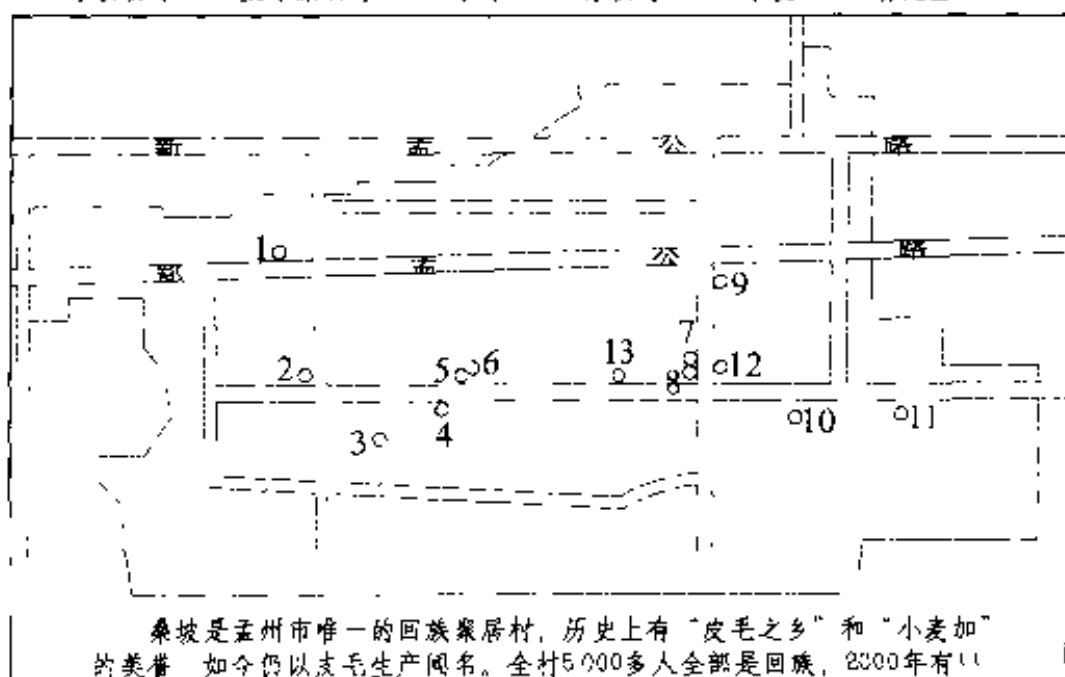 新 孟 公 路
1
郑 孟 公 路
9
7
2 5 6 13 8 12
3 4 10 11
桑坡是孟州市唯一的回族聚居村，历史上有“皮毛之乡”和“小麦加”
的美誉 如今仍以皮毛生产闻名。全村5000多人全部是回族，2000年有